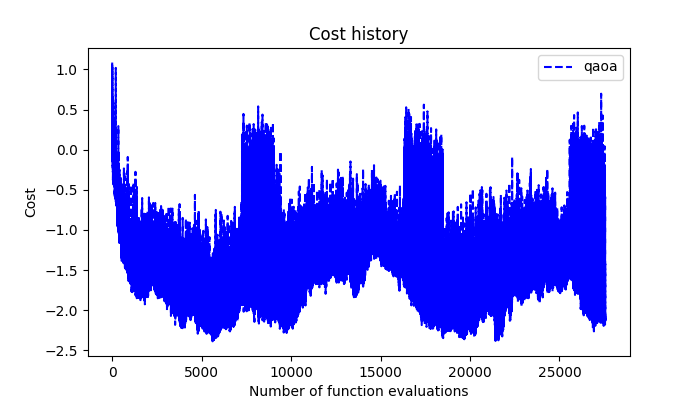 Cost history
qaoa
1.0
0.5
0.0
−0.5
−1.0
−1.5
−2.0
−2.5
Cost
0 5000 10000 15000 20000 25000
Number of function evaluations